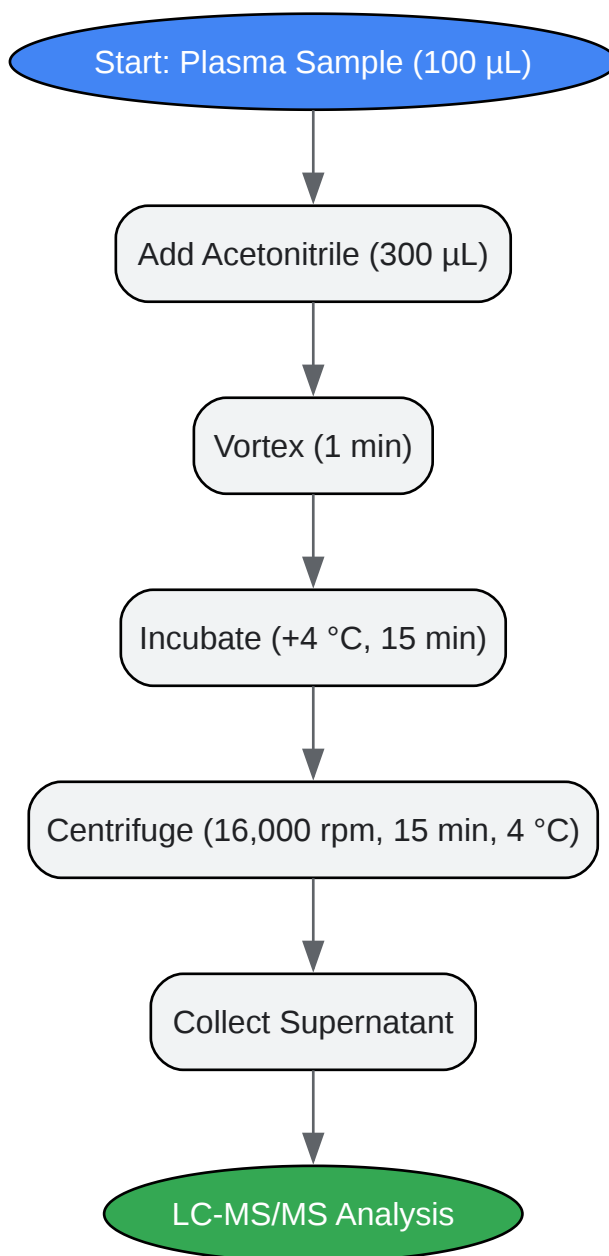 Start: Plasma Sample (100 µL)
Add Acetonitrile (300 µL)
Vortex (1 min)
Incubate (+4 °C, 15 min)
Centrifuge (16,000 rpm, 15 min, 4 °C)
Collect Supernatant
LC-MS/MS Analysis